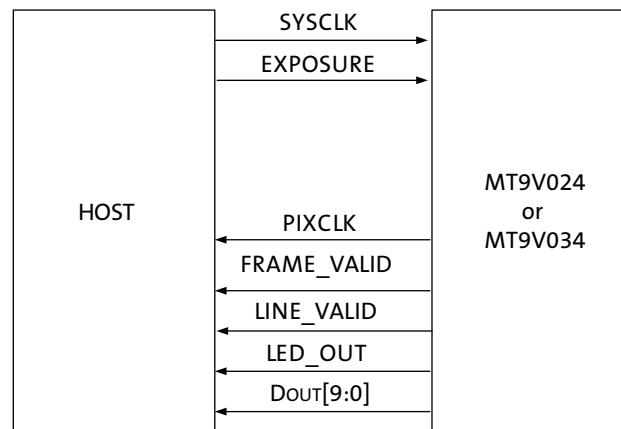 SYSCLK
EXPOSURE
HOST
MT9V024
or
MT9V034
PIXCLK
FRAME_VALID
LINE_VALID
LED_OUT
DOUT[9:0]